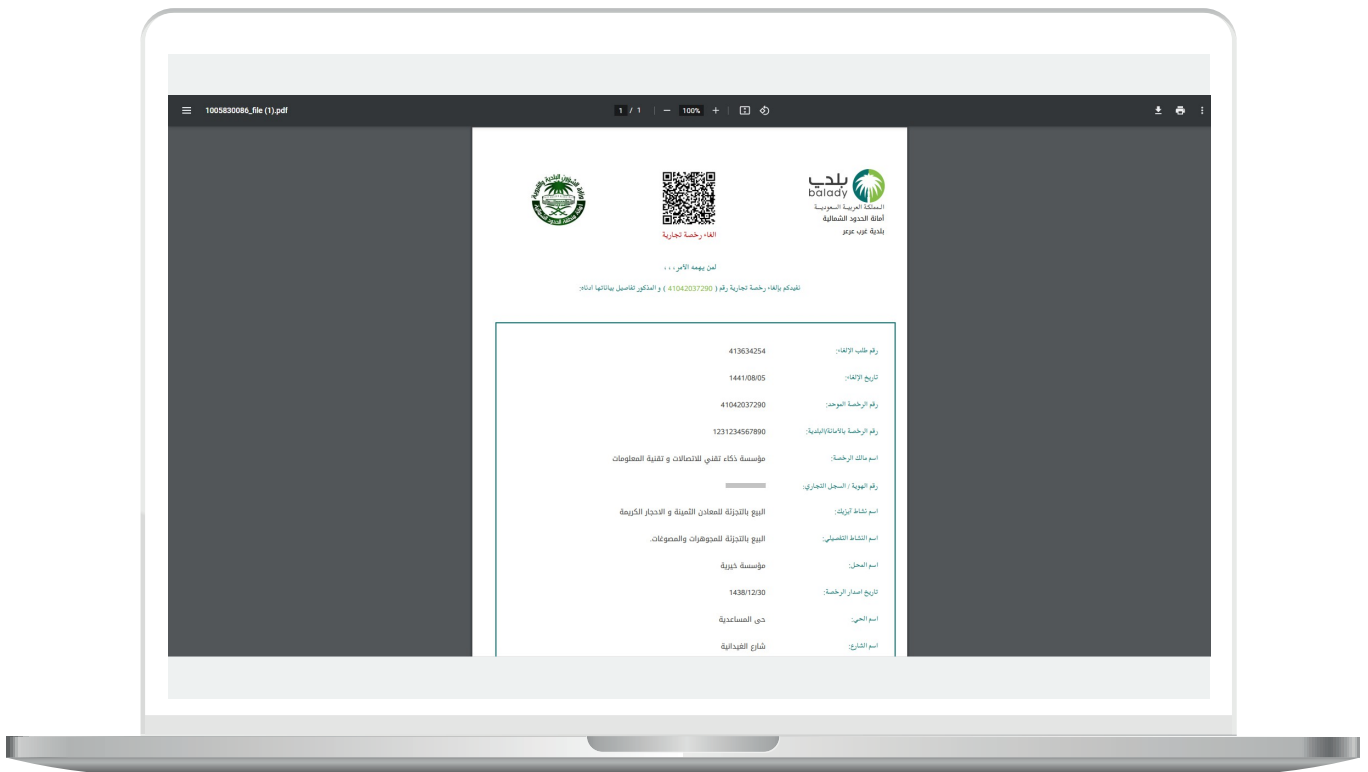 1005830086_file (1).pdf
1 / 1
100%
بلدي
balady
المملكة العربية السعودية
أمانة الحدود الشمالية
بلدية غرب عرعر
الغاء رخصة تجارية
لمن يهمه الأمر ، ، ،
نفيدكم بإلغاء رخصة تجارية رقم ( 41042037290 ) و المذكور تفاصيل بياناتها ادناه:
رقم طلب الإلغاء: 413634254
تاريخ الإلغاء: 1441/08/05
رقم الرخصة الموحد: 41042037290
رقم الرخصة بالامانة/البلدية: 1231234567890
اسم مالك الرخصة: مؤسسة ذكاء تقني للاتصالات و تقنية المعلومات
رقم الهوية / السجل التجاري:
اسم نشاط آيزيك: البيع بالتجزئة للمعادن الثمينة و الاحجار الكريمة
اسم النشاط التفصيلي: البيع بالتجزئة للمجوهرات والمصوغات.
اسم المحل: مؤسسة خيرية
تاريخ اصدار الرخصة: 1438/12/30
اسم الحي: حى المساعدية
اسم الشارع: شارع الغيدانية